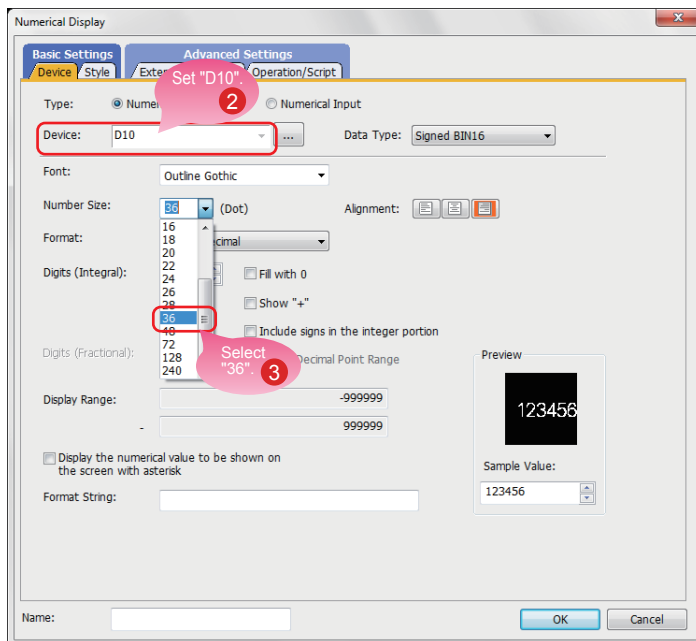 Numerical Display
Basic Settings Advanced Settings
Device Style Exte Operation/Script
Set "D10".
2
Type: Nume Numerical Input
Device: D10 ... Data Type: Signed BIN16
Font: Outline Gothic
Number Size: 36 (Dot) Alignment:
16
18
Format: cimal
20
22
Digits (Integral): Fill with 0
24
26
28 Show "+"
36
48 Include signs in the integer portion
72
Digits (Fractional): Decimal Point Range
128
240
Select
"36".
3
Preview
123456
Display Range: -999999
- 999999
Display the numerical value to be shown on
the screen with asterisk
Sample Value:
123456
Format String:
Name: OK Cancel